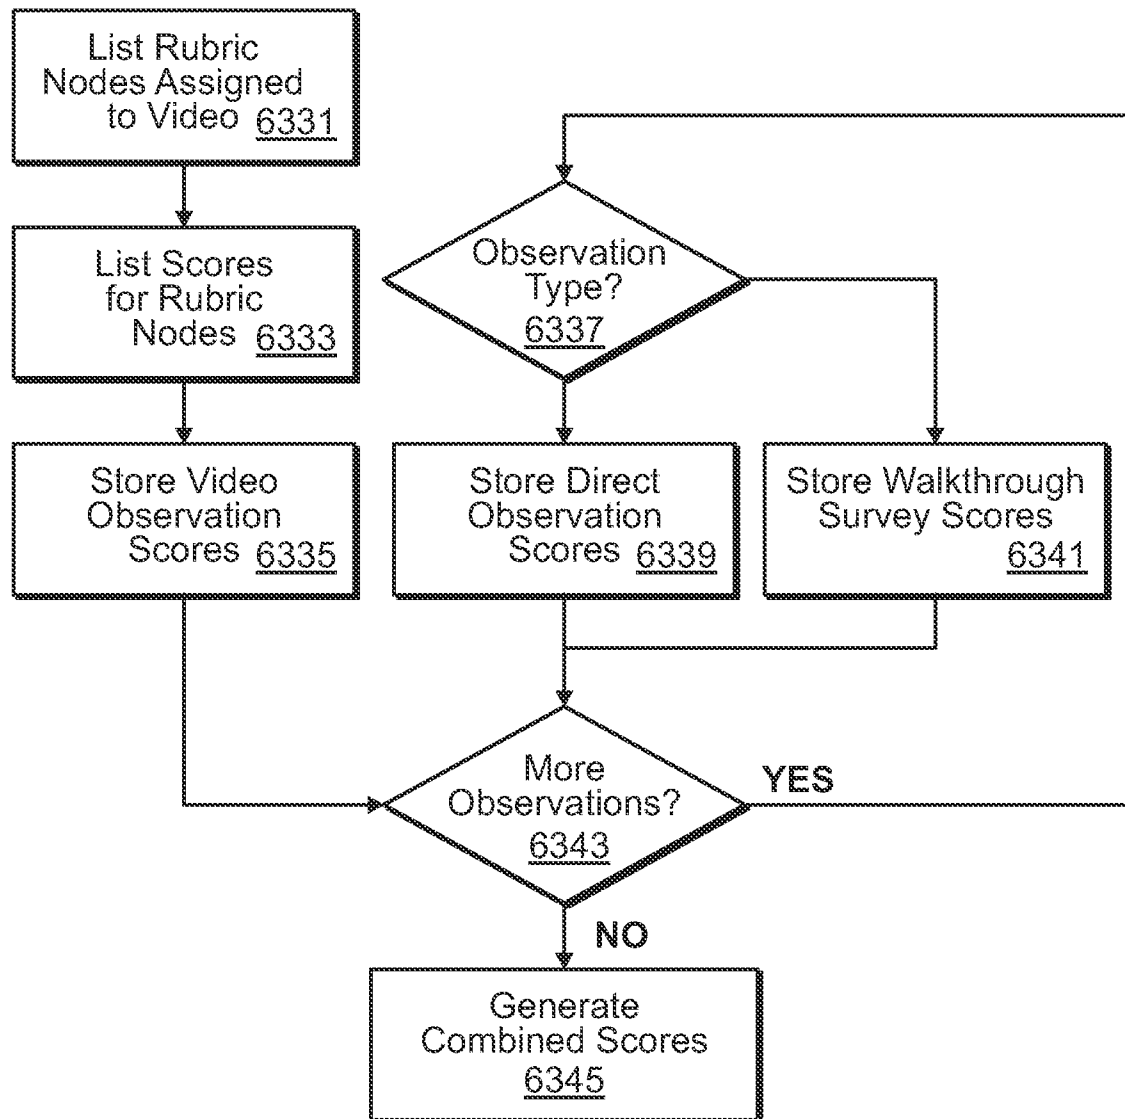 List Rubric
Nodes Assigned
to Video 6331
List Scores
for Rubric
Nodes 6333
Store Video
Observation
Scores 6335
Observation
Type?
6337
Store Direct
Observation
Scores 6339
Store Walkthrough
Survey Scores
6341
More
Observations?
6343
YES
NO
Generate
Combined Scores
6345